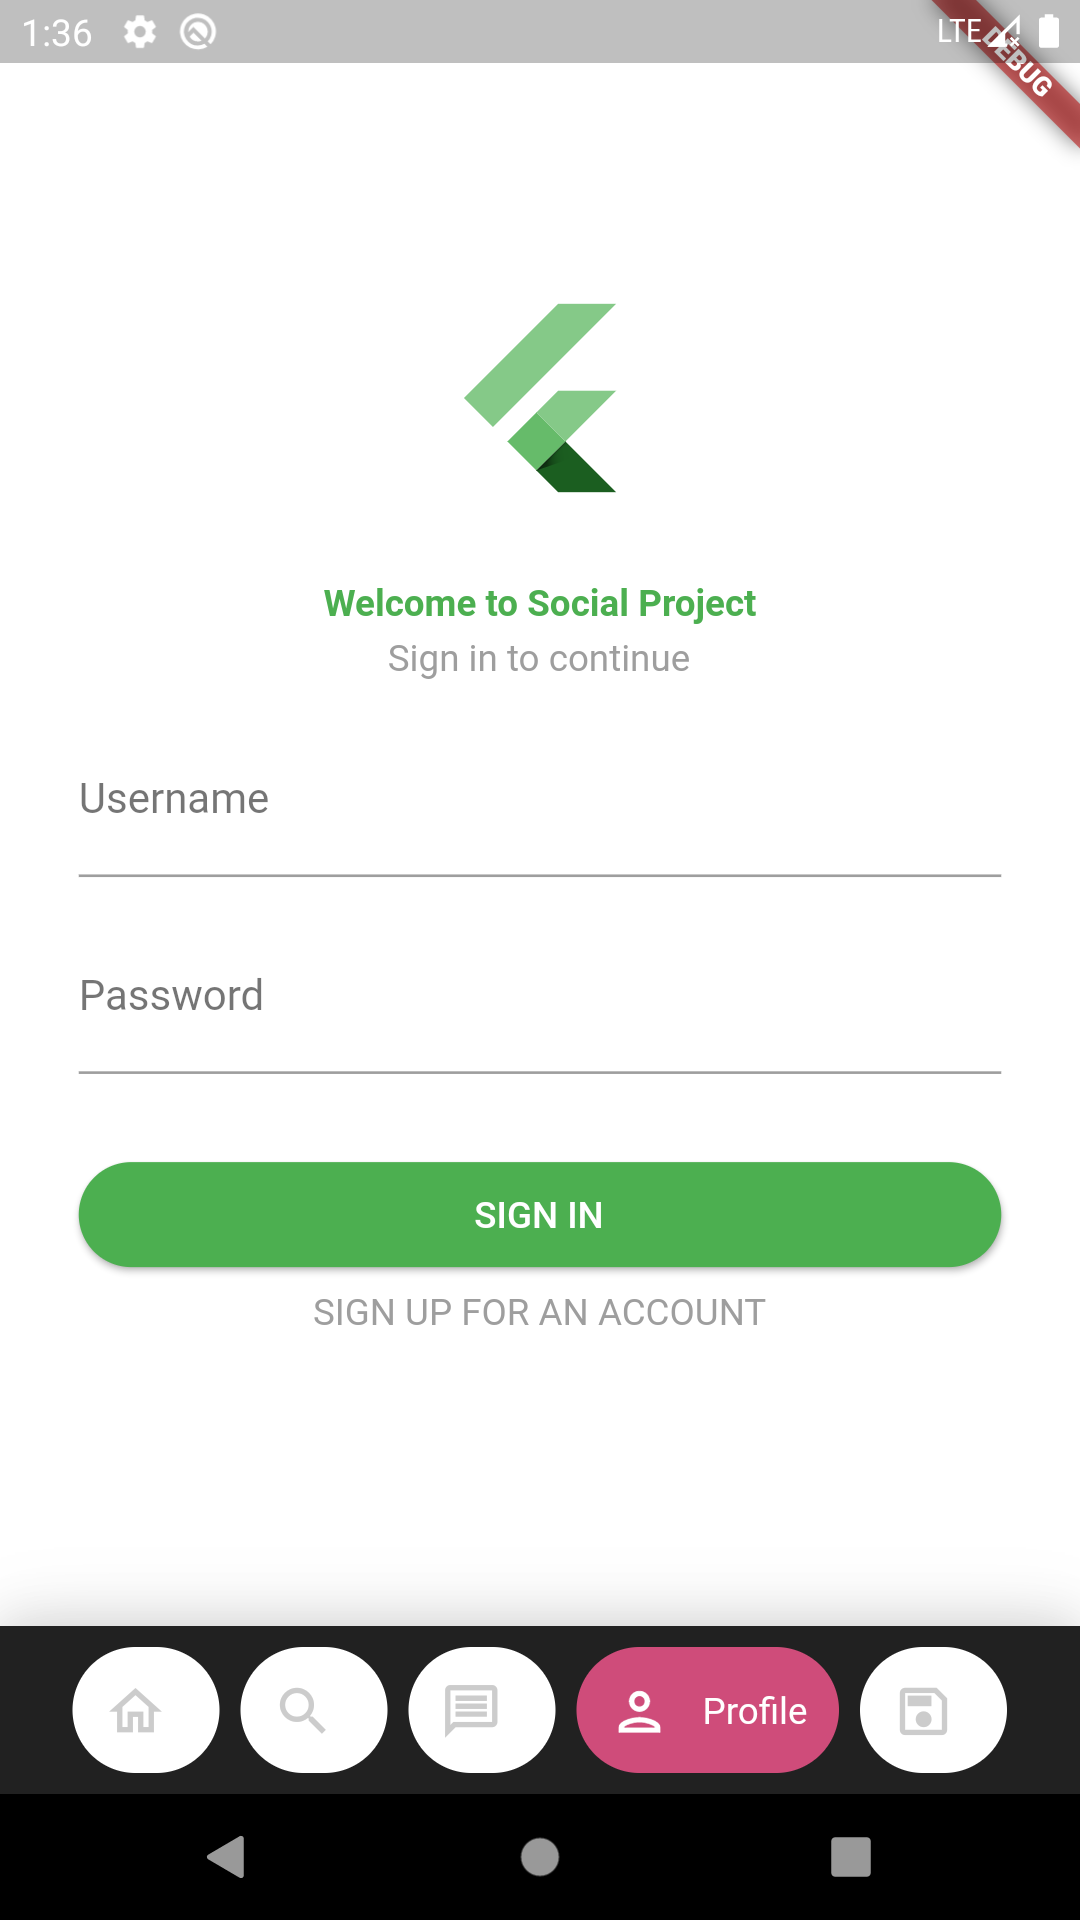 1:36
LTE
DEBUG
Welcome to Social Project
Sign in to continue
Username
Password
SIGN IN
SIGN UP FOR AN ACCOUNT
Profile